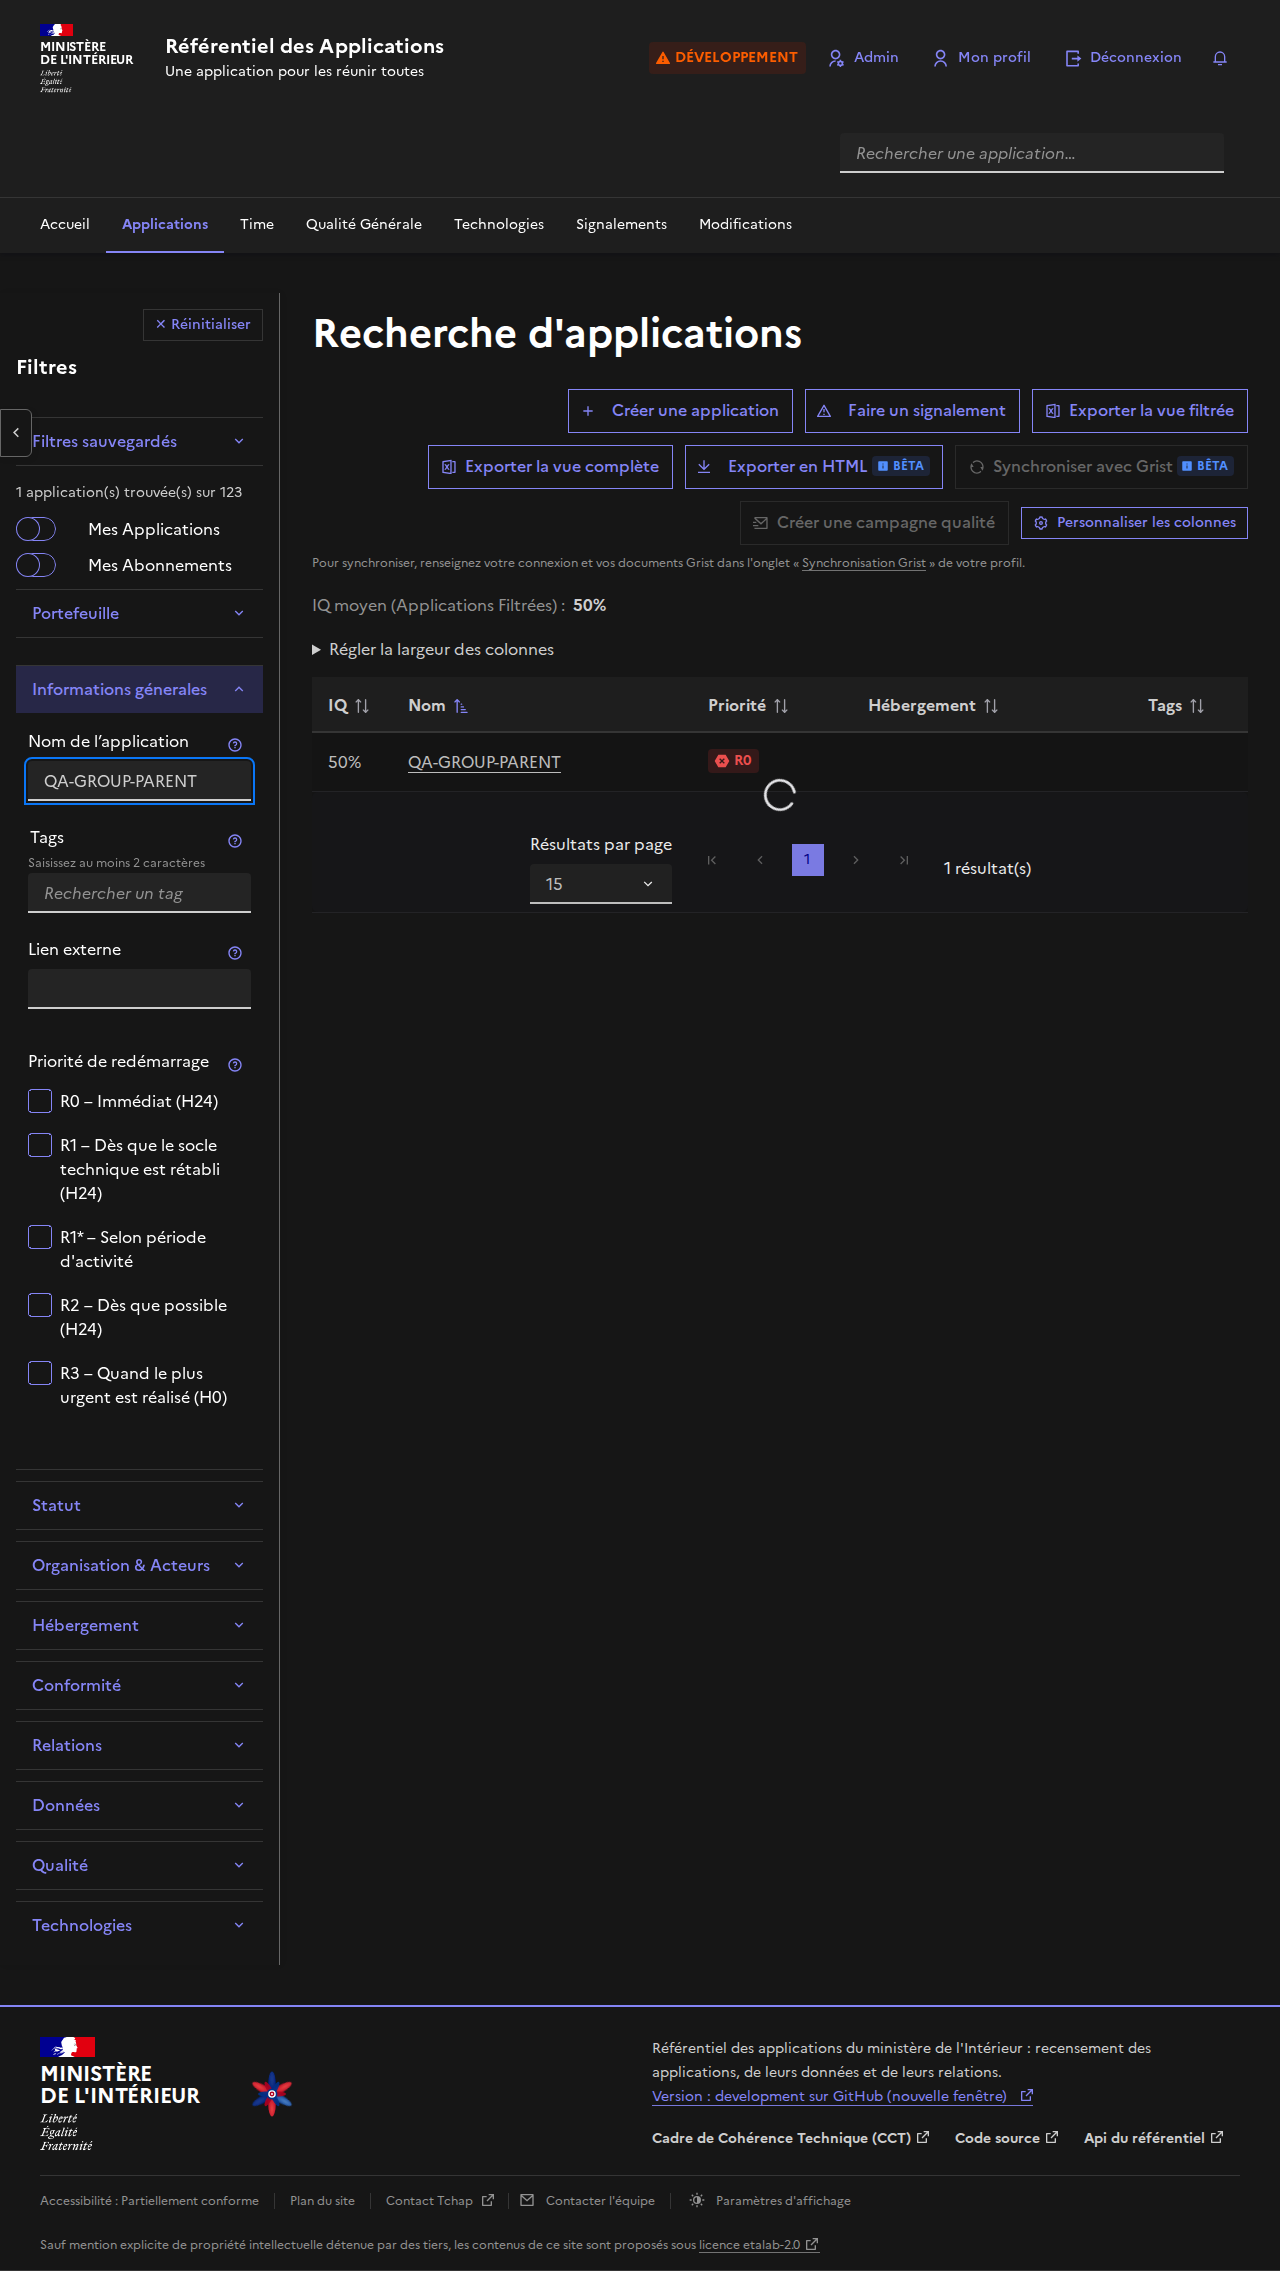 MINISTÈRE
DE L'INTÉRIEUR
Liberté
Égalité
Fraternité
Référentiel des Applications
Une application pour les réunir toutes
DÉVELOPPEMENT
Admin
Mon profil
Déconnexion
Rechercher une application…
Accueil
Applications
Time
Qualité Générale
Technologies
Signalements
Modifications
Réinitialiser
Filtres
Filtres sauvegardés
1 application(s) trouvée(s) sur 123
Mes Applications
Mes Abonnements
Portefeuille
Informations génerales
Nom de l’application
QA-GROUP-PARENT
Tags
Saisissez au moins 2 caractères
Rechercher un tag
Lien externe
Priorité de redémarrage
R0 – Immédiat (H24)
R1 – Dès que le socle
technique est rétabli
(H24)
R1* – Selon période
d'activité
R2 – Dès que possible
(H24)
R3 – Quand le plus
urgent est réalisé (H0)
Statut
Organisation & Acteurs
Hébergement
Conformité
Relations
Données
Qualité
Technologies
Recherche d'applications
Créer une application
Faire un signalement
Exporter la vue filtrée
Exporter la vue complète
Exporter en HTML BÊTA
Synchroniser avec Grist BÊTA
Créer une campagne qualité
Personnaliser les colonnes
Pour synchroniser, renseignez votre connexion et vos documents Grist dans l'onglet « Synchronisation Grist » de votre profil.
IQ moyen (Applications Filtrées) : 50%
Régler la largeur des colonnes
IQ Nom Priorité Hébergement Tags
50% QA-GROUP-PARENT R0
Résultats par page
15
1
1 résultat(s)
MINISTÈRE
DE L'INTÉRIEUR
Liberté
Égalité
Fraternité
Référentiel des applications du ministère de l'Intérieur : recensement des
applications, de leurs données et de leurs relations.
Version : development sur GitHub (nouvelle fenêtre)
Cadre de Cohérence Technique (CCT)
Code source
Api du référentiel
Accessibilité : Partiellement conforme
Plan du site
Contact Tchap
Contacter l'équipe
Paramètres d'affichage
Sauf mention explicite de propriété intellectuelle détenue par des tiers, les contenus de ce site sont proposés sous licence etalab-2.0